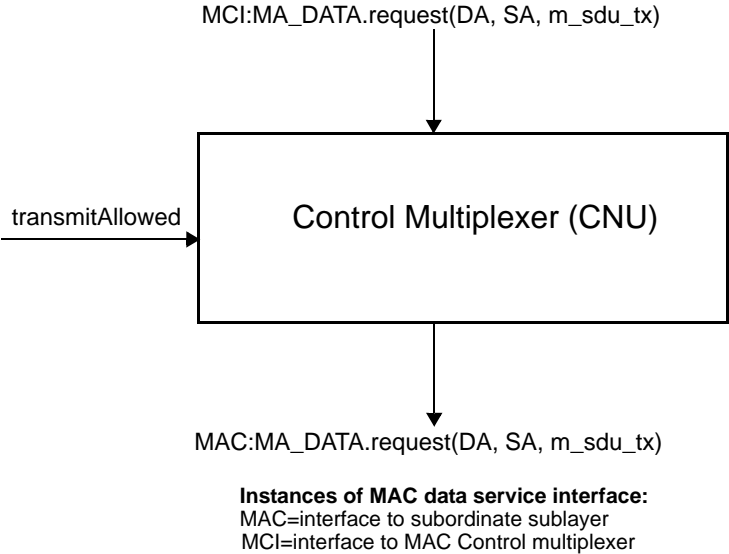 MCI:MA_DATA.request(DA, SA, m_sdu_tx)
transmitAllowed
Control Multiplexer (CNU)
MAC:MA_DATA.request(DA, SA, m_sdu_tx)
Instances of MAC data service interface:
MAC=interface to subordinate sublayer
MCI=interface to MAC Control multiplexer